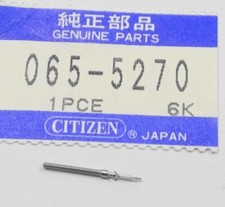 純正部品
GENUINE PARTS
065-5270
1PCE 6K
CITIZEN ® JAPAN